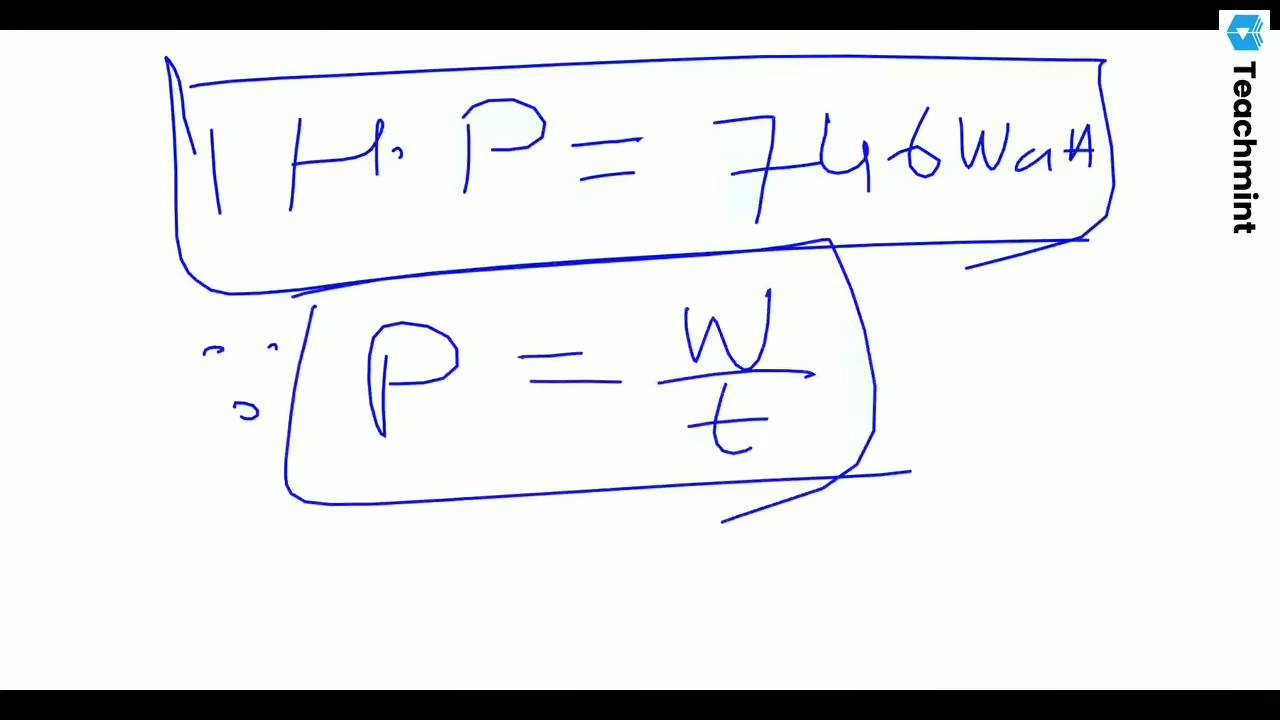 1 H.P = 746 Watt
∵ P = W/t
Teachmint